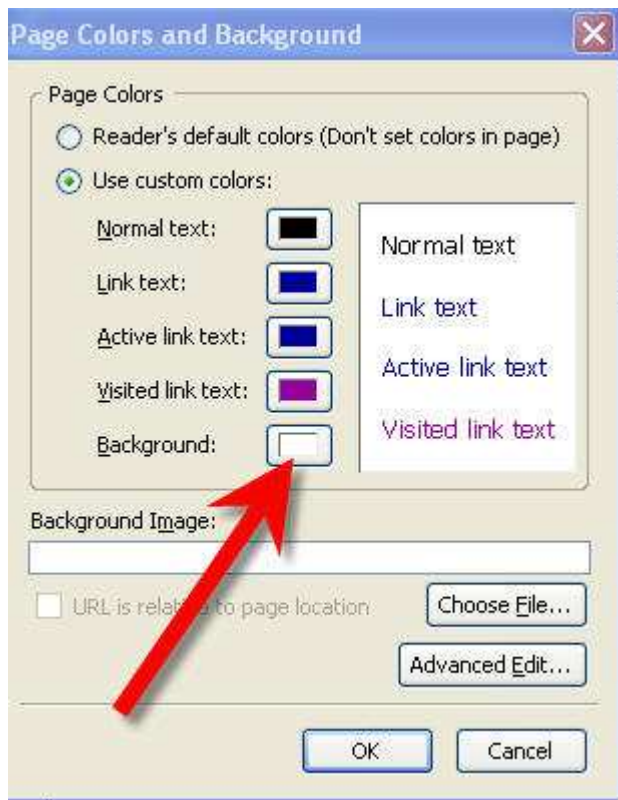 Page Colors and Background
Page Colors
Reader's default colors (Don't set colors in page)
Use custom colors:
Normal text:
Link text:
Active link text:
Visited link text:
Background:
Normal text
Link text
Active link text
Visited link text
Background Image:
URL is relative to page location
Choose File...
Advanced Edit...
OK
Cancel